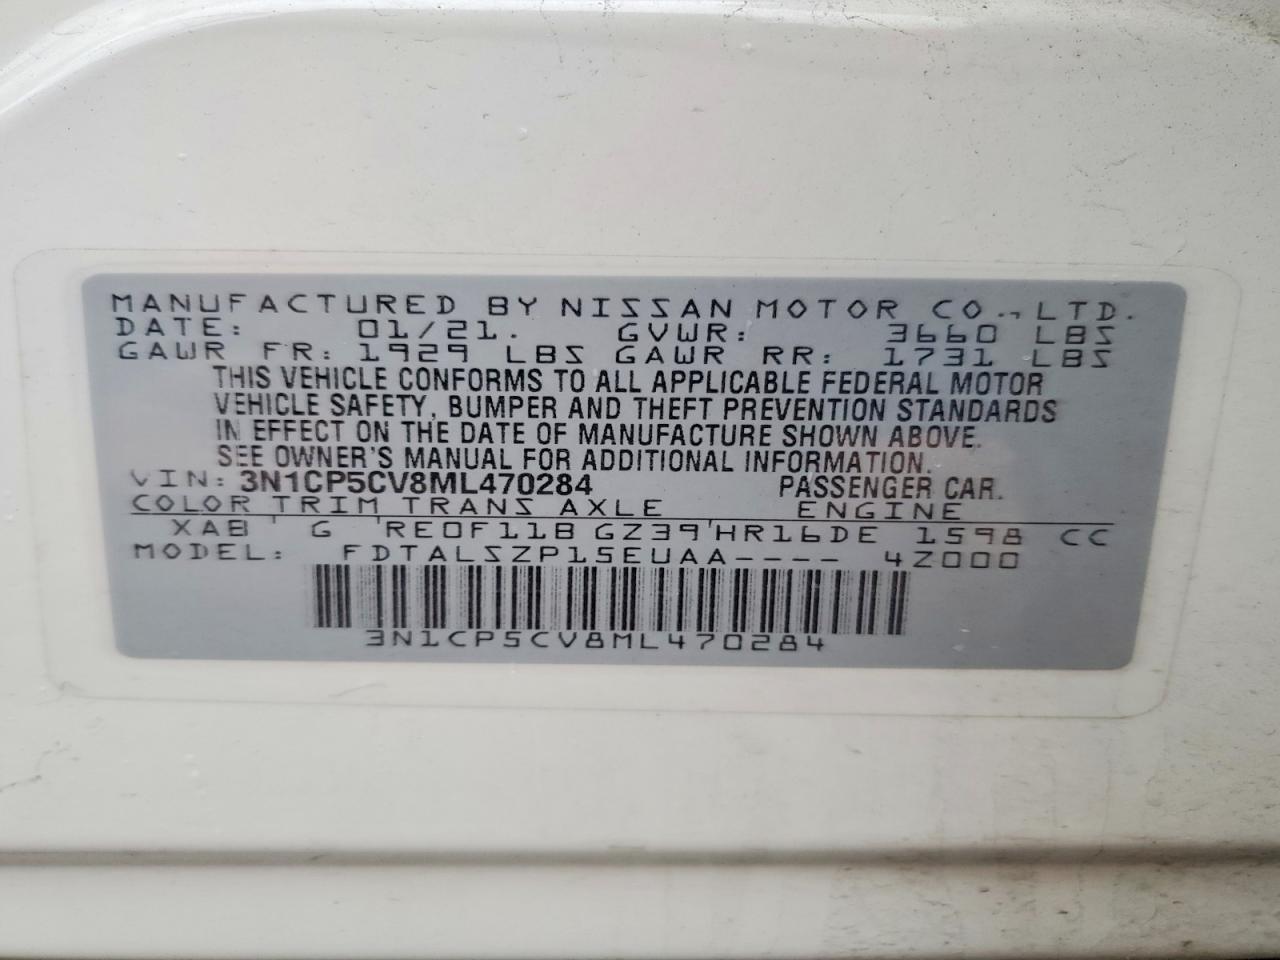 MANUFACTURED BY NISSAN MOTOR CO., LTD.
DATE: 01/21. GVWR: 3660 LBS
GAWR FR: 1929 LBS GAWR RR: 1731 LBS
THIS VEHICLE CONFORMS TO ALL APPLICABLE FEDERAL MOTOR
VEHICLE SAFETY, BUMPER AND THEFT PREVENTION STANDARDS
IN EFFECT ON THE DATE OF MANUFACTURE SHOWN ABOVE.
SEE OWNER'S MANUAL FOR ADDITIONAL INFORMATION.
VIN: 3N1CP5CV8ML470284 PASSENGER CAR.
COLOR TRIM TRANS AXLE ENGINE
XAB ' G 'RE0F11B GZ39'HR16DE 1598 CC
MODEL: FDTALSZP15EUAA---- 4Z000
3N1CP5CV8ML470284